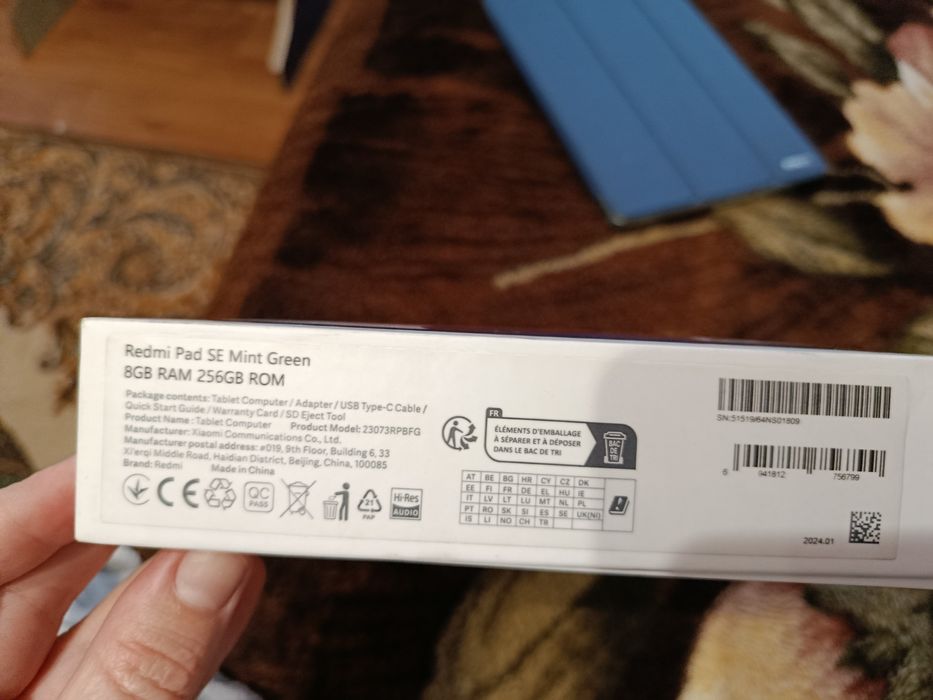 Redmi Pad SE Mint Green
8GB RAM 256GB ROM
Package contents: Tablet Computer / Adapter / USB Type-C Cable /
Quick Start Guide / Warranty Card / SD Eject Tool
Product Name: Tablet Computer Product Model: 23073RPBFG
Manufacturer: Xiaomi Communications Co., Ltd.
Manufacturer postal address: #019, 9th Floor, Building 6, 33
Xi'erqi Middle Road, Haidian District, Beijing, China, 100085
Brand: Redmi Made in China
CE
QC
PASS
21
PAP
Hi-Res
AUDIO
FR
ÉLÉMENTS D'EMBALLAGE
À SÉPARER ET À DÉPOSER
DANS LE BAC DE TRI
BAC
DE
TRI
AT BE BG HR CY CZ DK
EE FI FR DE EL HU IE
IT LV LT LU MT NL PL
PT RO SK SI ES SE UK(NI)
IS LI NO CH TR
SN:51519/64NS01809
6 941812 756799
2024.01